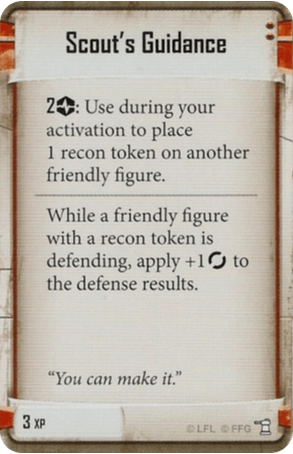 Scout's Guidance
2: Use during your
activation to place
1 recon token on another
friendly figure.
While a friendly figure
with a recon token is
defending, apply +1 to
the defense results.
"You can make it."
3 XP
© LFL © FFG